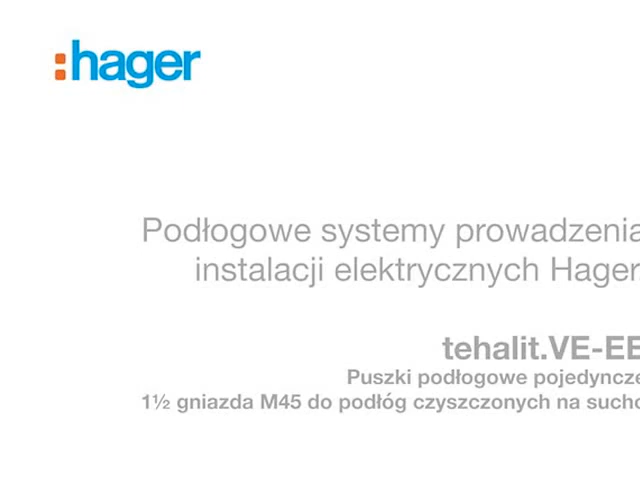 :hager
Podłogowe systemy prowadzenia
instalacji elektrycznych Hager.
tehalit.VE-EE
Puszki podłogowe pojedyncze
1½ gniazda M45 do podłóg czyszczonych na sucho